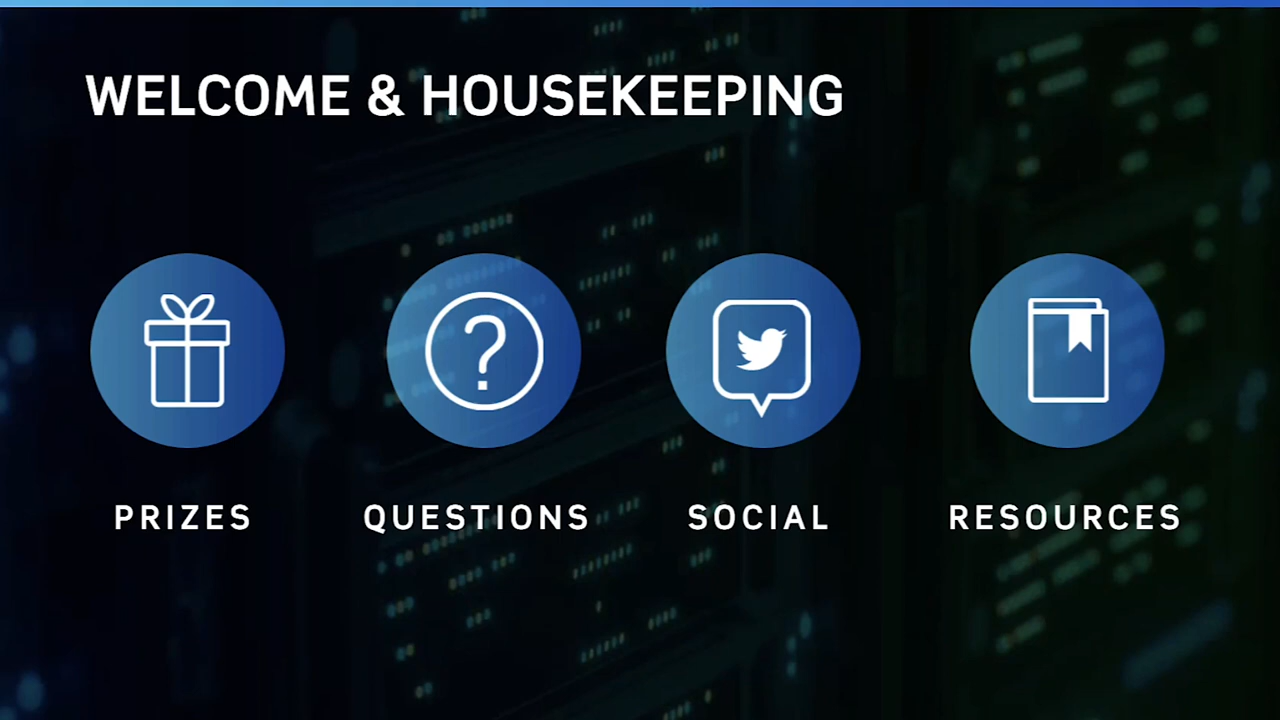 WELCOME & HOUSEKEEPING
PRIZES
QUESTIONS
SOCIAL
RESOURCES